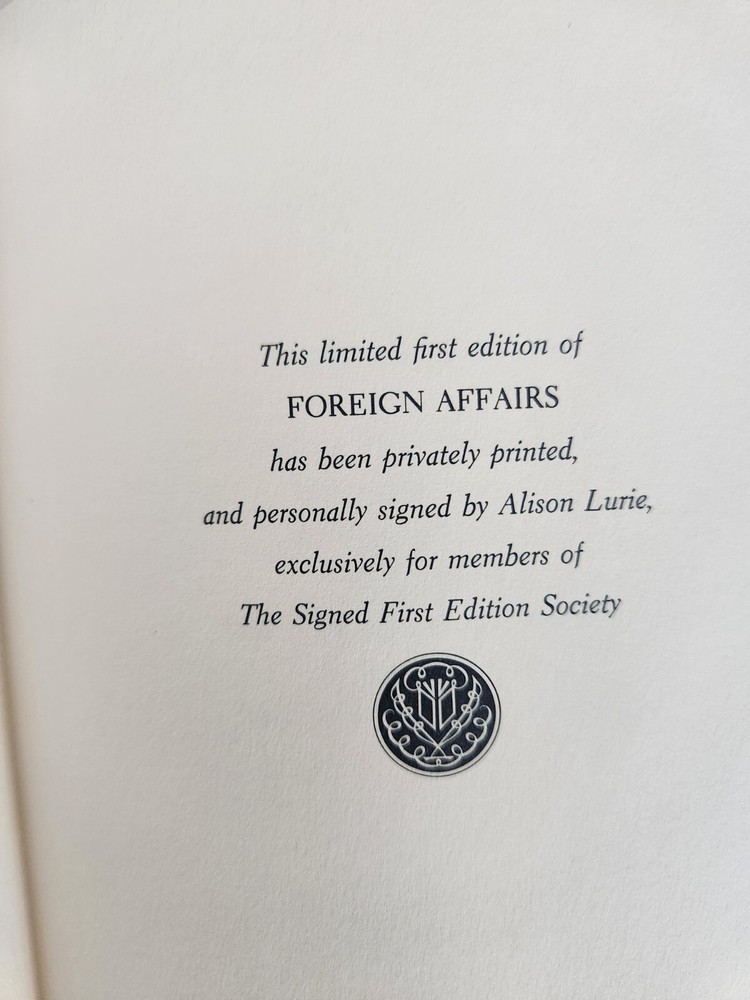 This limited first edition of
FOREIGN AFFAIRS
has been privately printed,
and personally signed by Alison Lurie,
exclusively for members of
The Signed First Edition Society